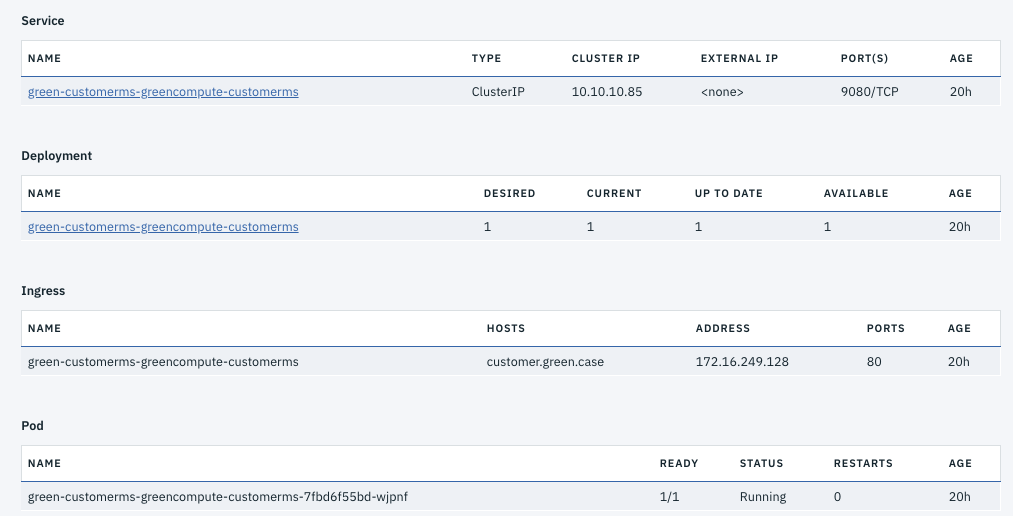 Service
NAME TYPE CLUSTER IP EXTERNAL IP PORT(S) AGE
green-customerms-greencompute-customerms ClusterIP 10.10.10.85 <none> 9080/TCP 20h
Deployment
NAME DESIRED CURRENT UP TO DATE AVAILABLE AGE
green-customerms-greencompute-customerms 1 1 1 1 20h
Ingress
NAME HOSTS ADDRESS PORTS AGE
green-customerms-greencompute-customerms customer.green.case 172.16.249.128 80 20h
Pod
NAME READY STATUS RESTARTS AGE
green-customerms-greencompute-customerms-7fbd6f55bd-wjpnf 1/1 Running 0 20h